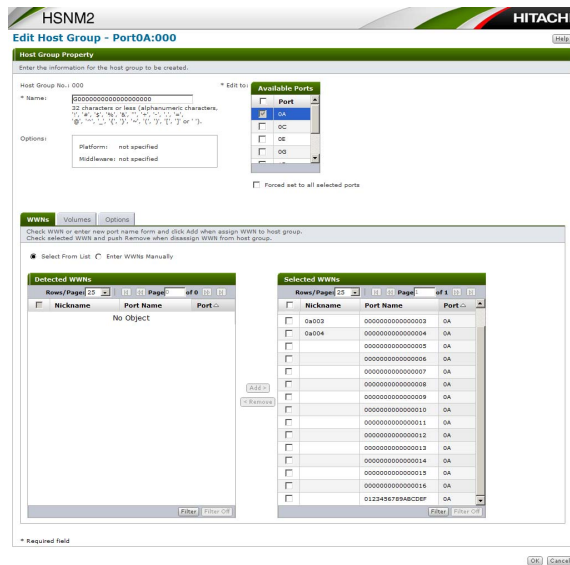 HSNM2
HITACHI
Edit Host Group - Port0A:000
Help
Host Group Property
Enter the information for the host group to be created.
Host Group No.: 000
* Edit to:
Available Ports
* Name:
G0000000000000000000
Port
32 characters or less (alphanumeric characters,
0A
0C
0E
0G
Options:
Platform: not specified
Middleware: not specified
Forced set to all selected ports
WWNs
Volumes
Options
Check WWN or enter new port name form and click Add when assign WWN to host group.
Check selected WWN and push Remove when disassign WWN from host group.
Select From List
Enter WWNs Manually
Detected WWNs
Selected WWNs
Rows/Page: 25 Page 0 of 0
Rows/Page: 25 Page 1 of 1
Nickname Port Name Port
Nickname Port Name Port
No Object
0a003 0000000000000003 0A
0a004 0000000000000004 0A
0000000000000005 0A
0000000000000006 0A
0000000000000007 0A
0000000000000008 0A
0000000000000009 0A
0000000000000010 0A
0000000000000011 0A
0000000000000012 0A
0000000000000013 0A
0000000000000014 0A
0000000000000015 0A
0000000000000016 0A
0123456789ABCDEF 0A
Add >
< Remove
Filter Filter Off
Filter Filter Off
* Required field
OK Cancel